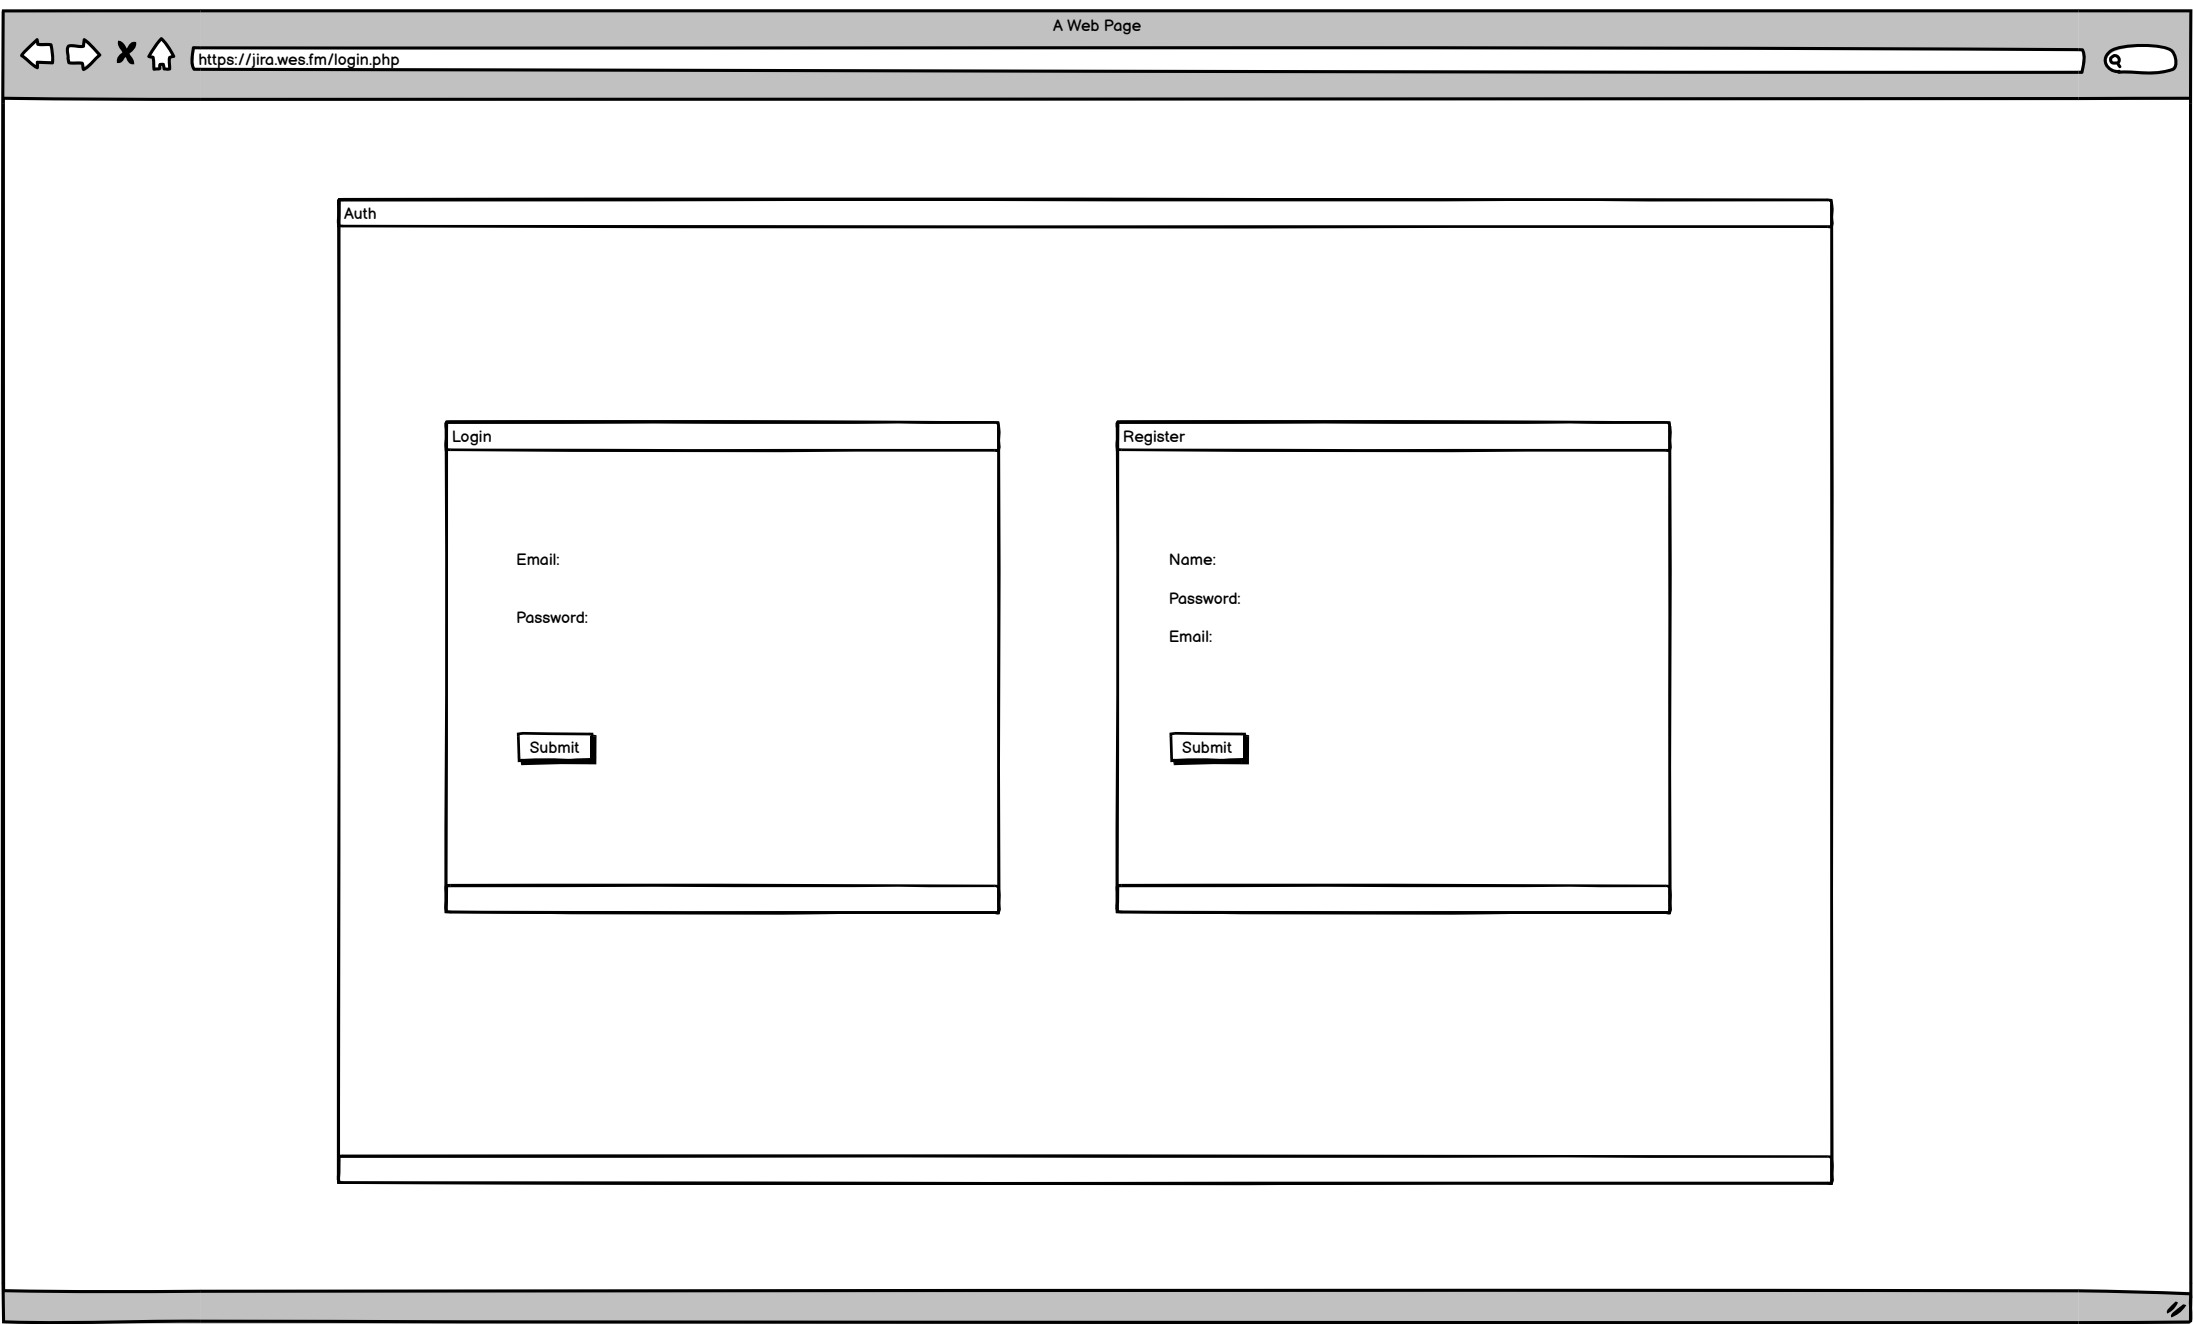 A Web Page
https://jira.wes.fm/login.php
Auth
Login
Email:
Password:
Submit
Register
Name:
Password:
Email:
Submit